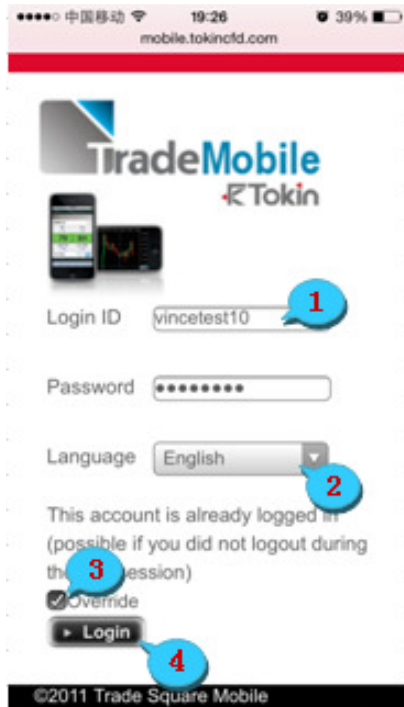 中国移动 19:26 39%
mobile.tokincfd.com
TradeMobile
Tokin
Login ID vincetest10
1
Password ••••••••
Language English
2
This account is already logged in
(possible if you did not logout during
the ession)
3
Override
Login
4
©2011 Trade Square Mobile